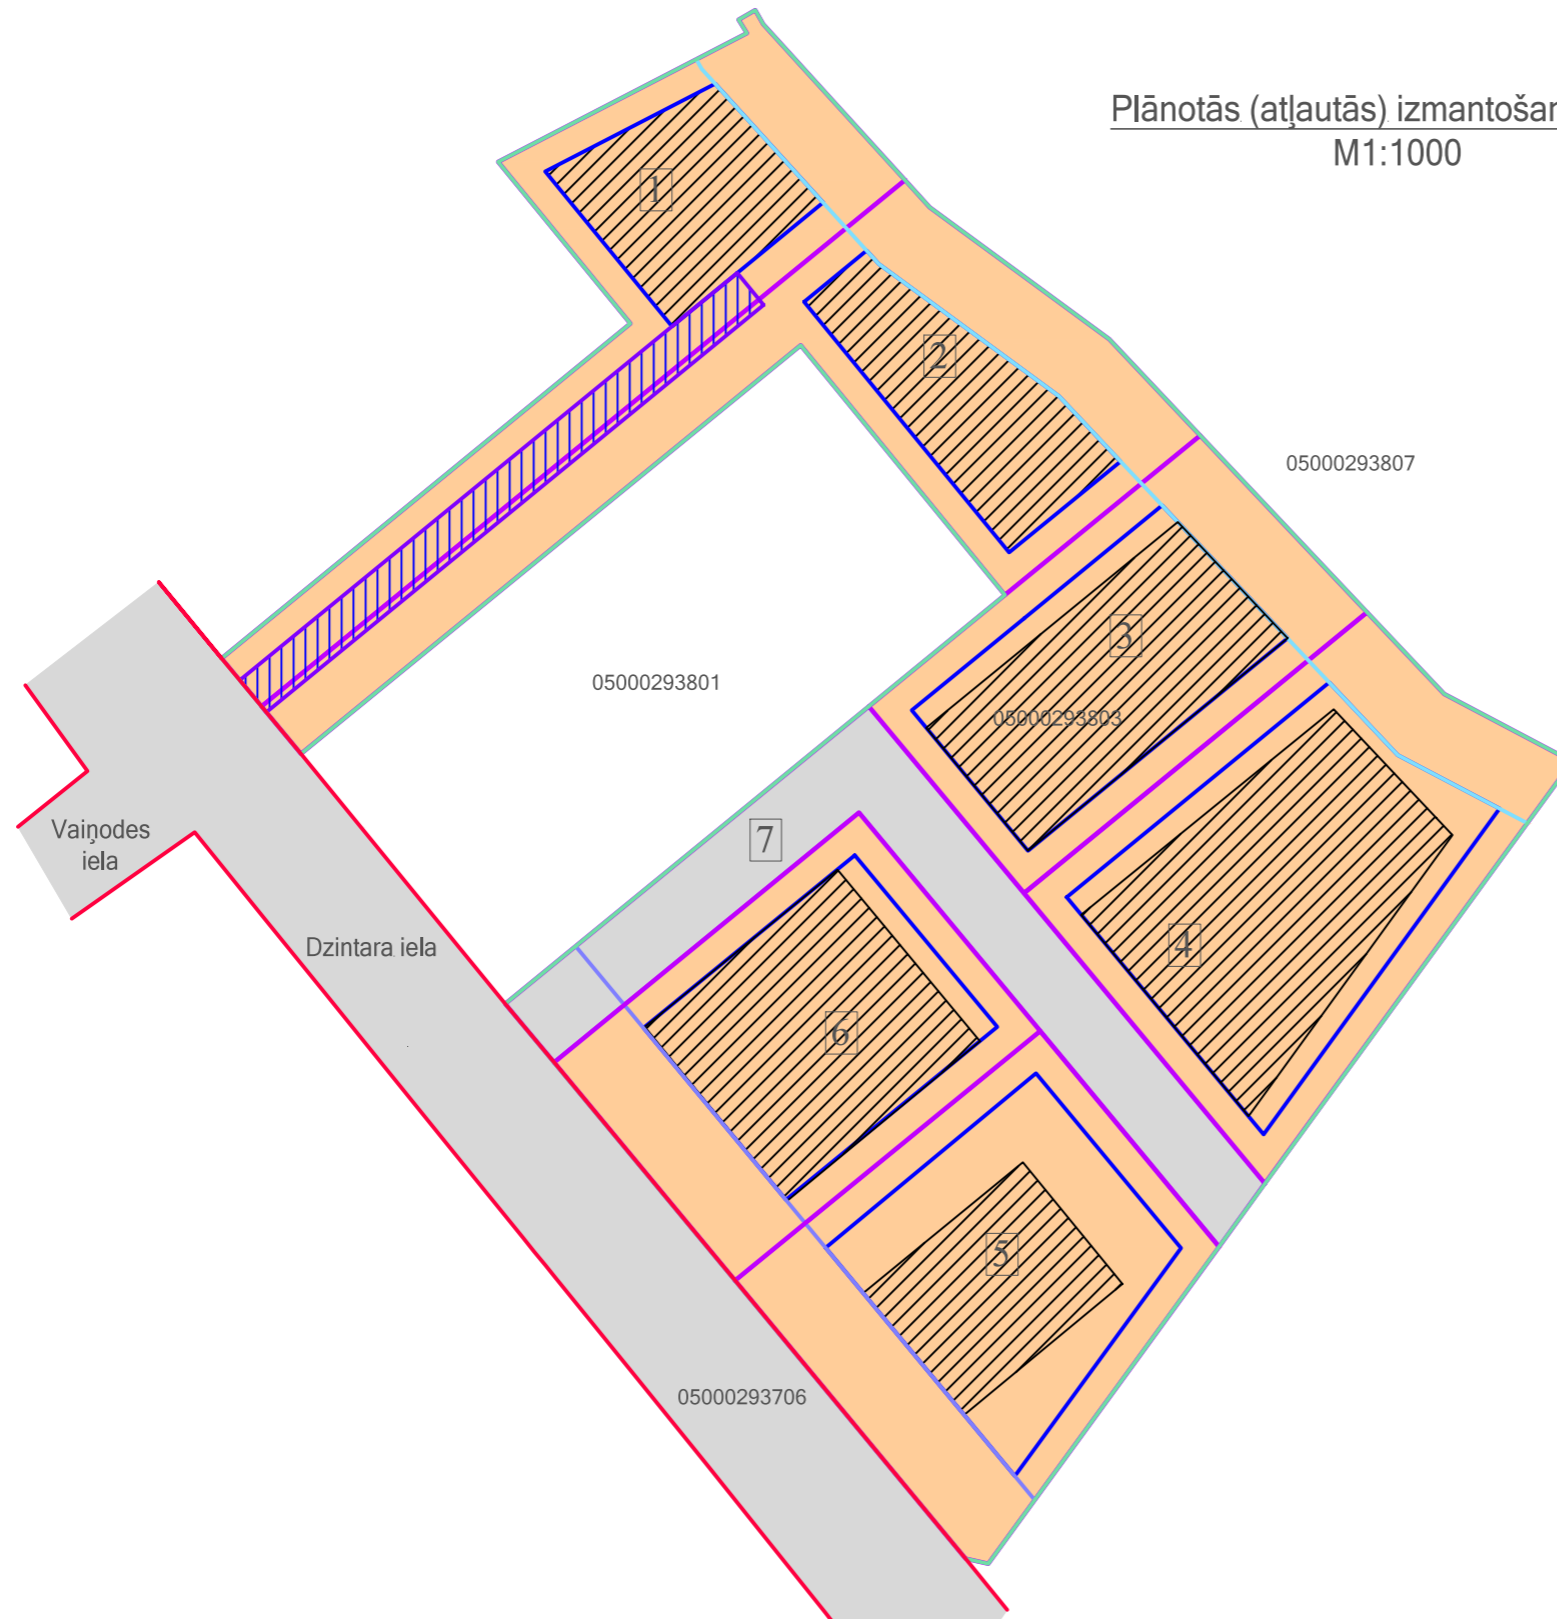 Plānotās (atļautās) izmantošan
M1:1000
1
2
05000293807
3
05000293801
05000293803
Vaiņodes
iela
7
4
Dzintara iela
6
5
05000293706